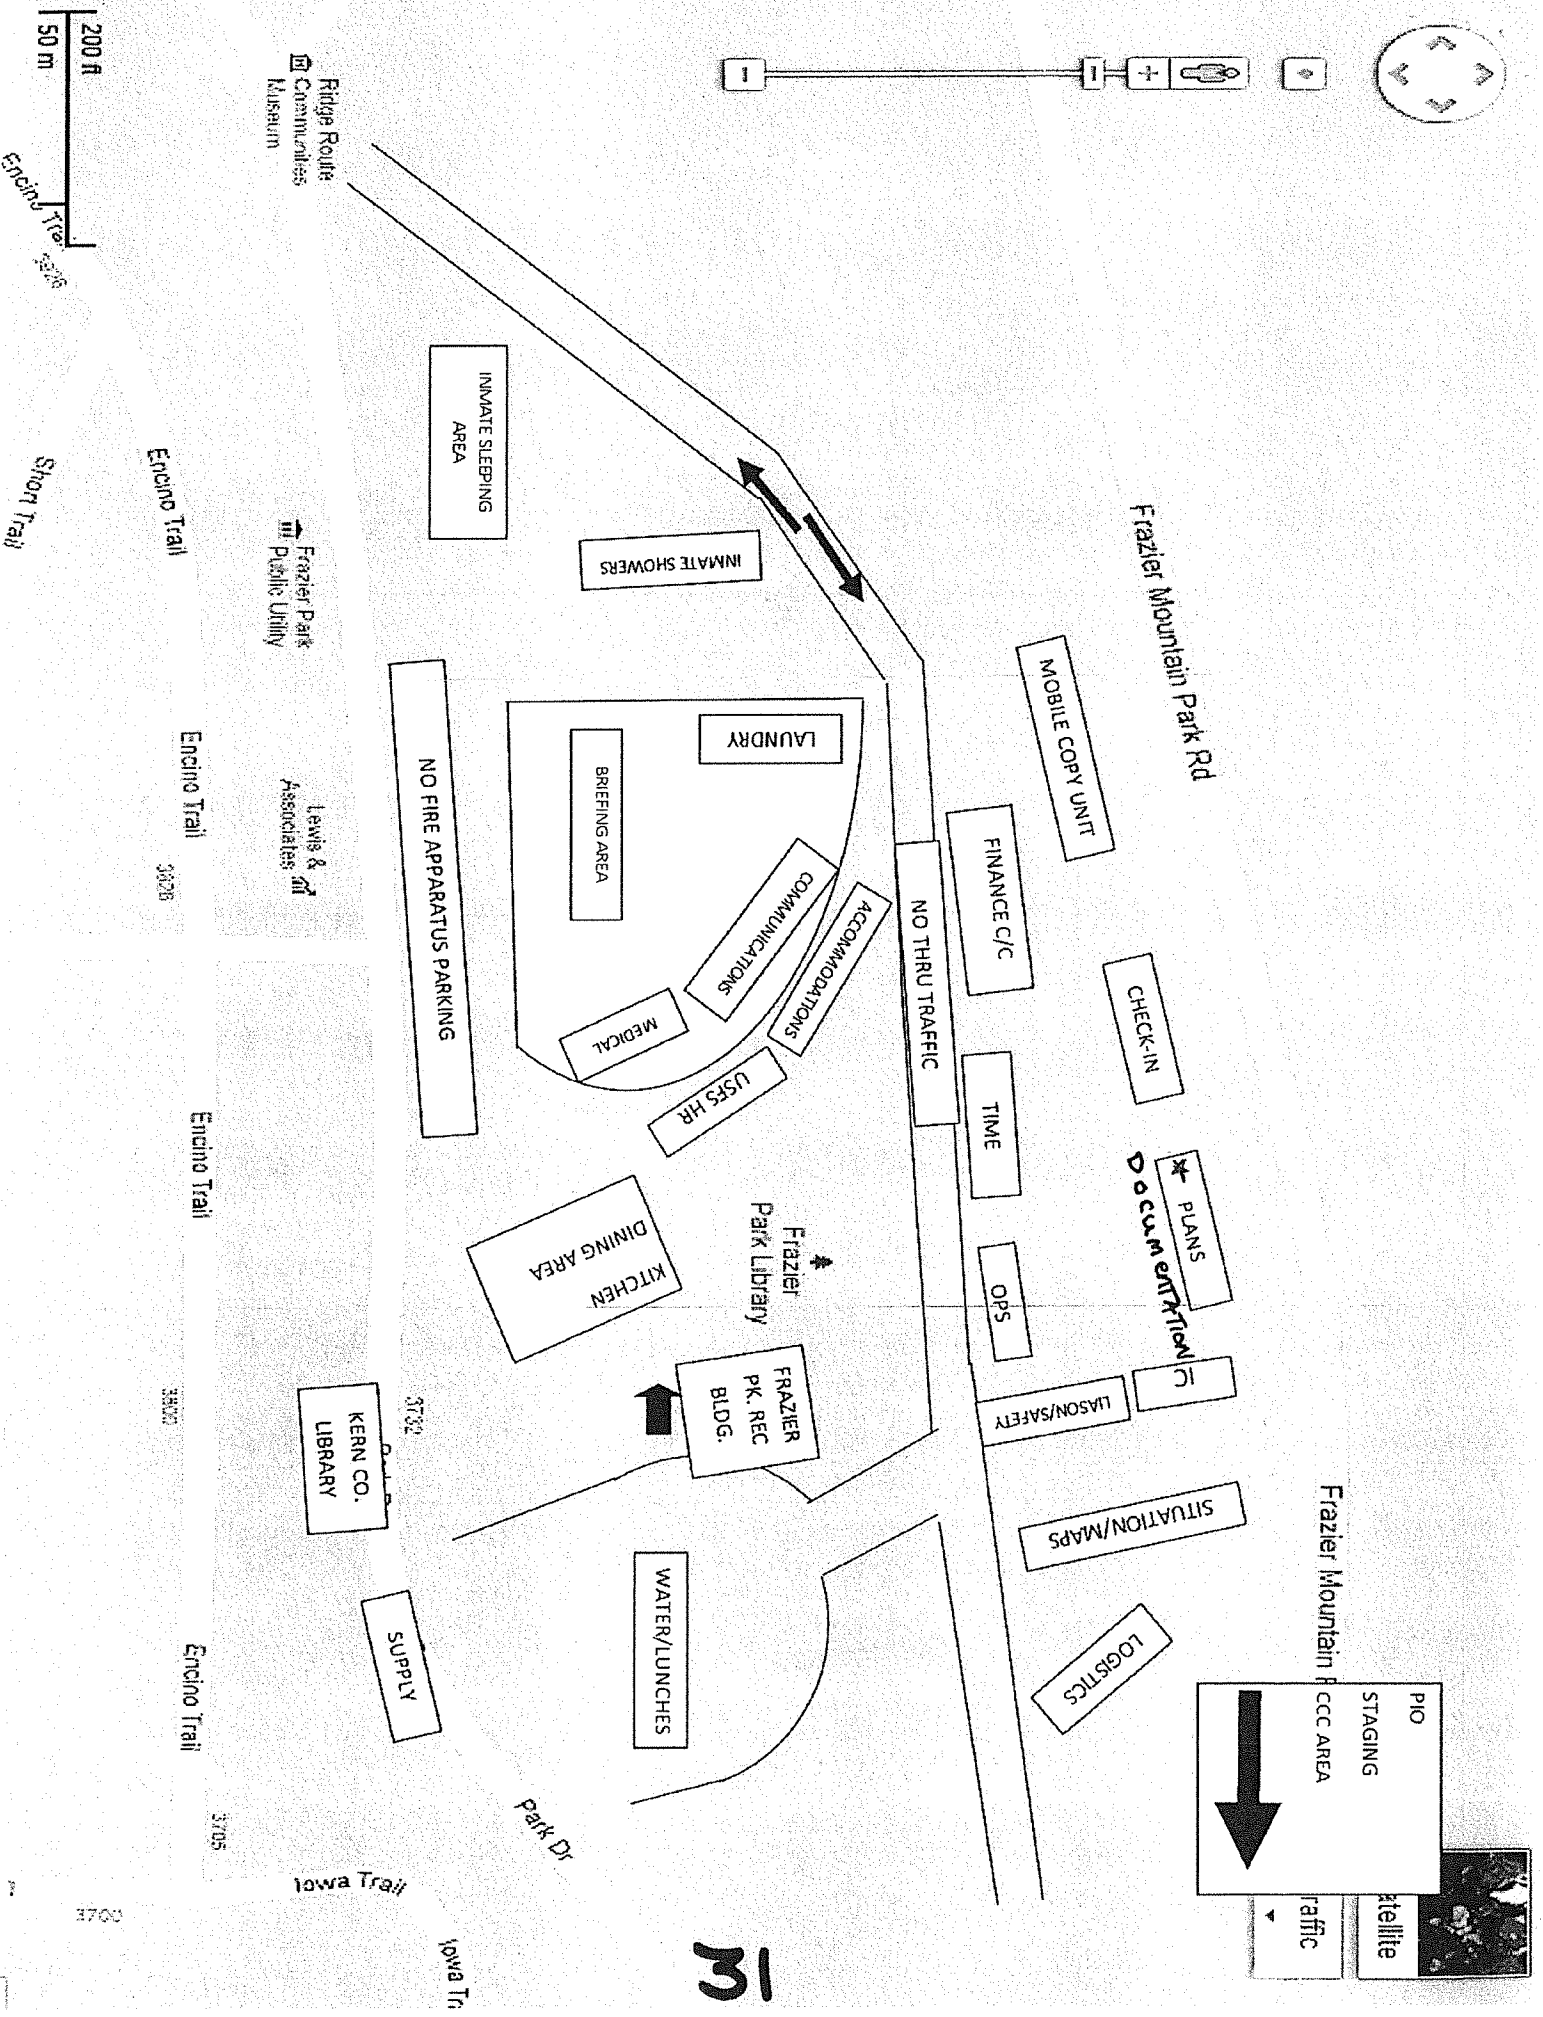 200 ft
50 m
Ridge Route
Communities
Museum
Encino Trail
Short Trail
Encino Trail
Frazier Park
Public Utility
Encino Trail
Lewis &
Associates
3828
Encino Trail
3800
Encino Trail
3705
Iowa Trail
3700
Iowa Tr
Park Dr
3732
Frazier Mountain Park Rd
Frazier Mountain P
INMATE SLEEPING
AREA
INMATE SHOWERS
NO FIRE APPARATUS PARKING
LAUNDRY
BRIEFING AREA
COMMUNICATIONS
ACCOMMODATIONS
MEDICAL
USFS HR
MOBILE COPY UNIT
FINANCE C/C
NO THRU TRAFFIC
CHECK-IN
TIME
PLANS
DOCUMENTATION
OPS
LIASON/SAFETY
IC
SITUATION/MAPS
LOGISTICS
KITCHEN
DINING AREA
Frazier
Park Library
FRAZIER
PK. REC
BLDG.
KERN CO.
LIBRARY
SUPPLY
WATER/LUNCHES
PIO
STAGING
CCC AREA
atellite
raffic
31